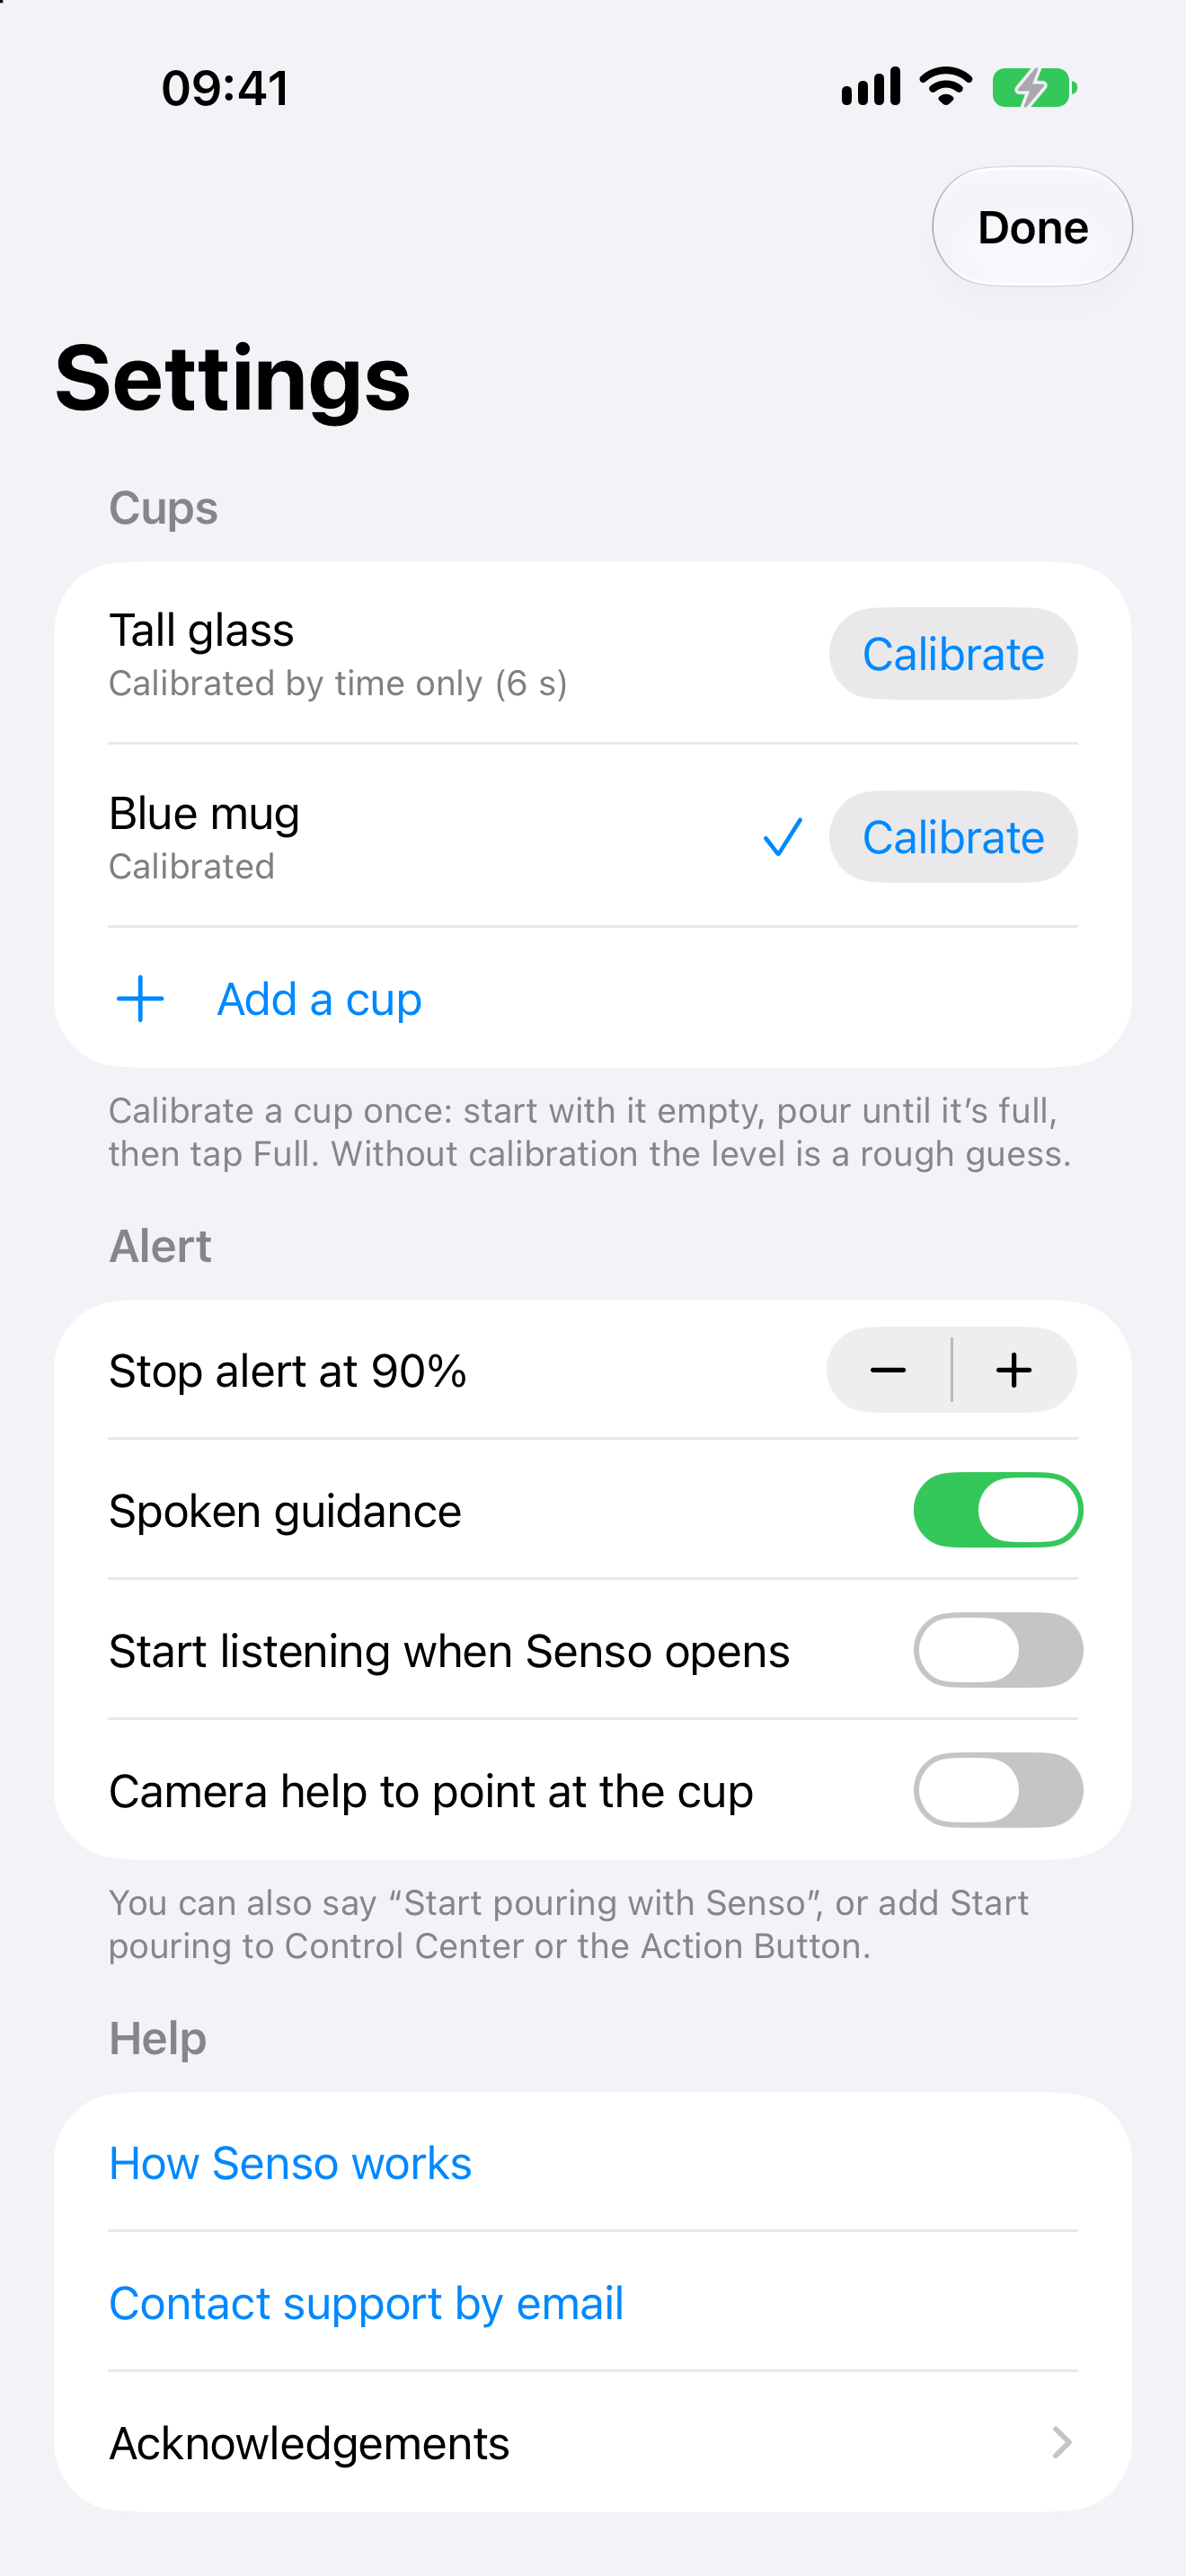 09:41
Done
Settings
Cups
Tall glass
Calibrated by time only (6 s)
Calibrate
Blue mug
Calibrated
Calibrate
Add a cup
Calibrate a cup once: start with it empty, pour until it’s full,
then tap Full. Without calibration the level is a rough guess.
Alert
Stop alert at 90%
Spoken guidance
Start listening when Senso opens
Camera help to point at the cup
You can also say “Start pouring with Senso”, or add Start
pouring to Control Center or the Action Button.
Help
How Senso works
Contact support by email
Acknowledgements